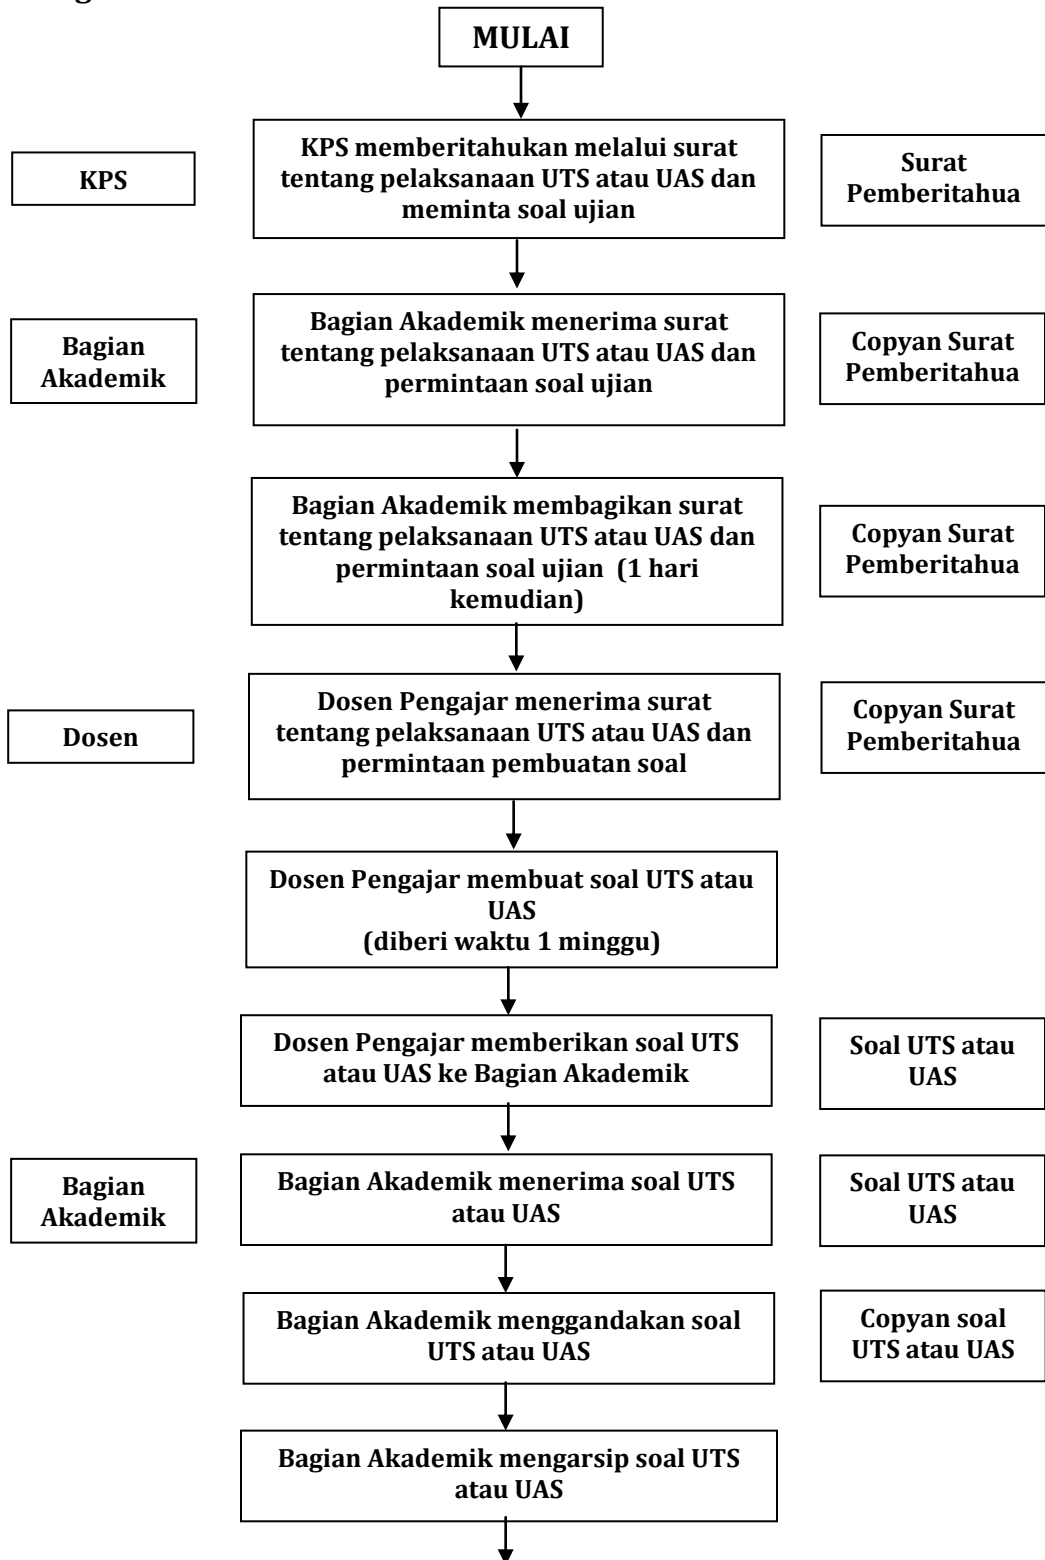 MULAI
KPS
KPS memberitahukan melalui surat
tentang pelaksanaan UTS atau UAS dan
meminta soal ujian
Surat
Pemberitahua
Bagian
Akademik
Bagian Akademik menerima surat
tentang pelaksanaan UTS atau UAS dan
permintaan soal ujian
Copyan Surat
Pemberitahua
Bagian Akademik membagikan surat
tentang pelaksanaan UTS atau UAS dan
permintaan soal ujian (1 hari
kemudian)
Copyan Surat
Pemberitahua
Dosen
Dosen Pengajar menerima surat
tentang pelaksanaan UTS atau UAS dan
permintaan pembuatan soal
Copyan Surat
Pemberitahua
Dosen Pengajar membuat soal UTS atau
UAS
(diberi waktu 1 minggu)
Dosen Pengajar memberikan soal UTS
atau UAS ke Bagian Akademik
Soal UTS atau
UAS
Bagian
Akademik
Bagian Akademik menerima soal UTS
atau UAS
Soal UTS atau
UAS
Bagian Akademik menggandakan soal
UTS atau UAS
Copyan soal
UTS atau UAS
Bagian Akademik mengarsip soal UTS
atau UAS